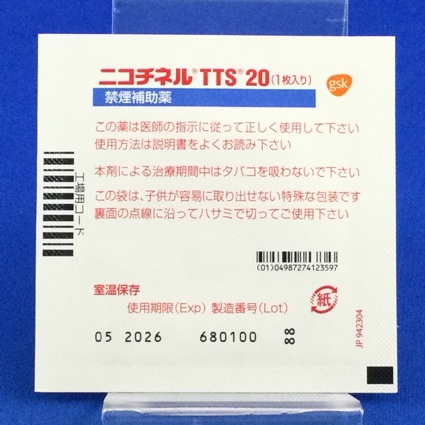 ニコチネル® TTS® 20(1枚入り)
gsk
禁煙補助薬
この薬は医師の指示に従って正しく使用して下さい
使用方法は説明書をよくお読み下さい
本剤による治療期間中はタバコを吸わないで下さい
この袋は、子供が容易に取り出せない特殊な包装です
裏面の点線に沿ってハサミで切ってご使用下さい
工場用コード
(01)04987274123597
室温保存
紙
使用期限(Exp) 製造番号(Lot)
05 2026 680100 88
JP 942304